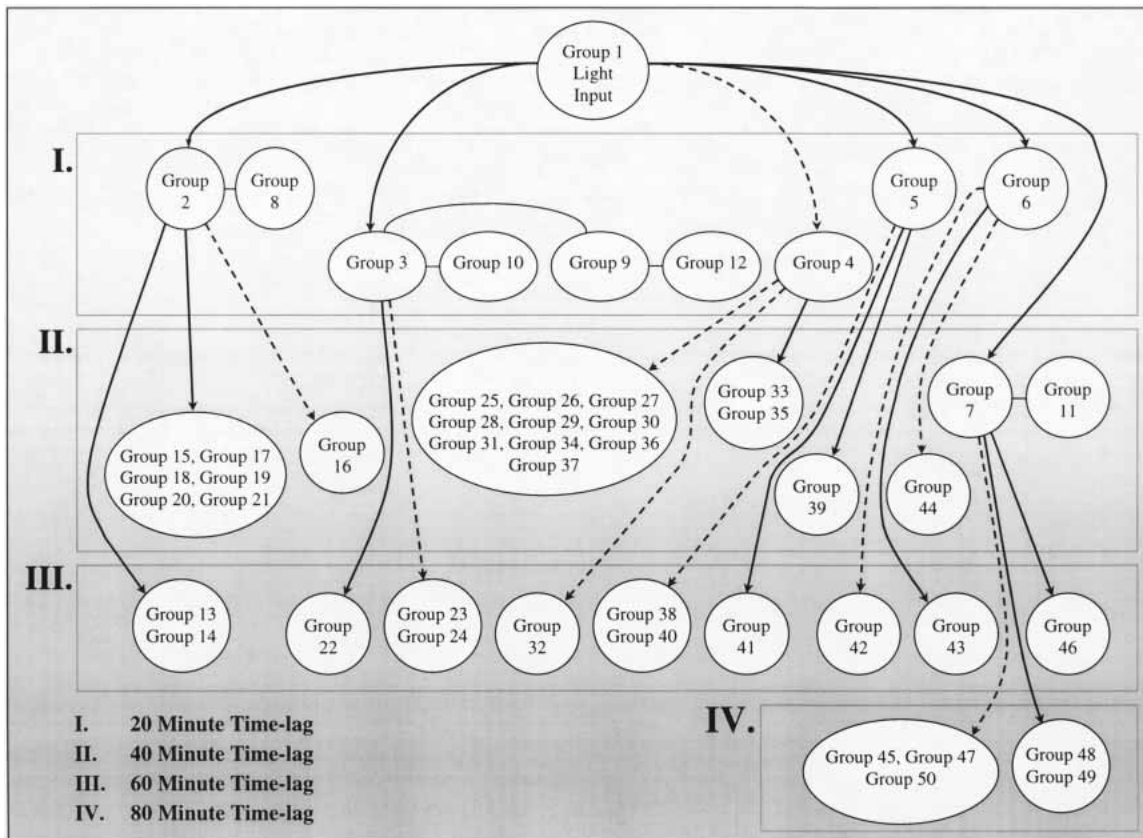 Group 1
Light
Input
I.
Group
2
Group
8
Group 3
Group 10
Group 9
Group 12
Group 4
Group
5
Group
6
II.
Group 15, Group 17
Group 18, Group 19
Group 20, Group 21
Group
16
Group 25, Group 26, Group 27
Group 28, Group 29, Group 30
Group 31, Group 34, Group 36
Group 37
Group 33
Group 35
Group
39
Group
44
Group
7
Group
11
III.
Group 13
Group 14
Group
22
Group 23
Group 24
Group
32
Group 38
Group 40
Group
41
Group
42
Group
43
Group
46
IV.
Group 45, Group 47
Group 50
Group 48
Group 49
I. 20 Minute Time-lag
II. 40 Minute Time-lag
III. 60 Minute Time-lag
IV. 80 Minute Time-lag